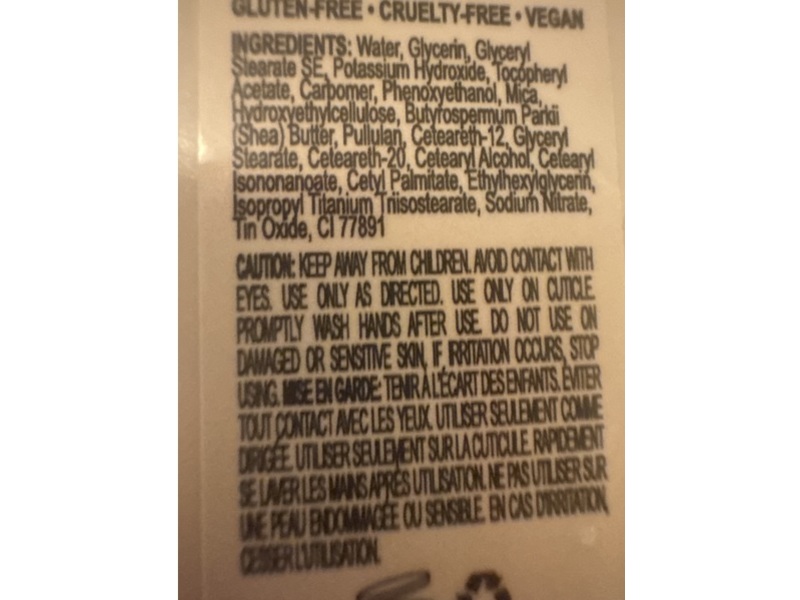 GLUTEN-FREE • CRUELTY-FREE • VEGAN
INGREDIENTS: Water, Glycerin, Glyceryl
Stearate SE, Potassium Hydroxide, Tocopheryl
Acetate, Carbomer, Phenoxyethanol, Mica,
Hydroxyethylcellulose, Butyrospermum Parkii
(Shea) Butter, Pullulan, Ceteareth-12, Glyceryl
Stearate, Ceteareth-20, Cetearyl Alcohol, Cetearyl
Isononanoate, Cetyl Palmitate, Ethylhexylglycerin,
Isopropyl Titanium Triisostearate, Sodium Nitrate,
Tin Oxide, CI 77891
CAUTION: KEEP AWAY FROM CHILDREN. AVOID CONTACT WITH
EYES. USE ONLY AS DIRECTED. USE ONLY ON CUTICLE.
PROMPTLY WASH HANDS AFTER USE. DO NOT USE ON
DAMAGED OR SENSITIVE SKIN, IF IRRITATION OCCURS, STOP
USING. MISE EN GARDE: TENIR À L'ÉCART DES ENFANTS. ÉVITER
TOUT CONTACT AVEC LES YEUX. UTILISER SEULEMENT COMME
DIRIGÉE. UTILISER SEULEMENT SUR LA CUTICULE. RAPIDEMENT
SE LAVER LES MAINS APRÈS UTILISATION. NE PAS UTILISER SUR
UNE PEAU ENDOMMAGÉE OU SENSIBLE. EN CAS D'IRRITATION,
CESSER L'UTILISATION.